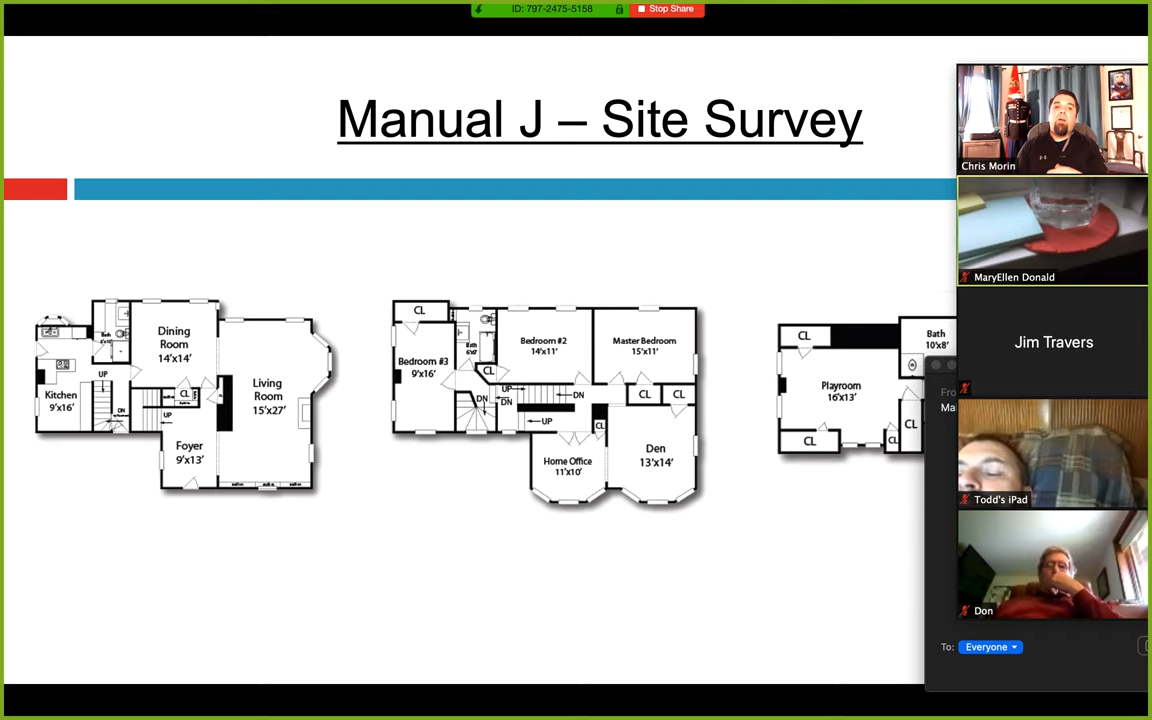 ID: 797-2475-5158
Stop Share
Manual J – Site Survey
Chris Morin
MaryEllen Donald
Jim Travers
Todd's iPad
Don
To: Everyone
Dining
Room
14'x14'
UP
Kitchen
9'x16'
DN
CL
UP
Living
Room
15'x27'
Foyer
9'x13'
CL
Bedroom #3
9'x16'
Bath
CL
Bedroom #2
14'x11'
Master Bedroom
15'x11'
UP
DN
DN
DN
UP
CL
CL
CL
Home Office
11'x10'
Den
13'x14'
CL
Bath
10'x8'
Playroom
16'x13'
CL
CL
CL
Fro
Mai